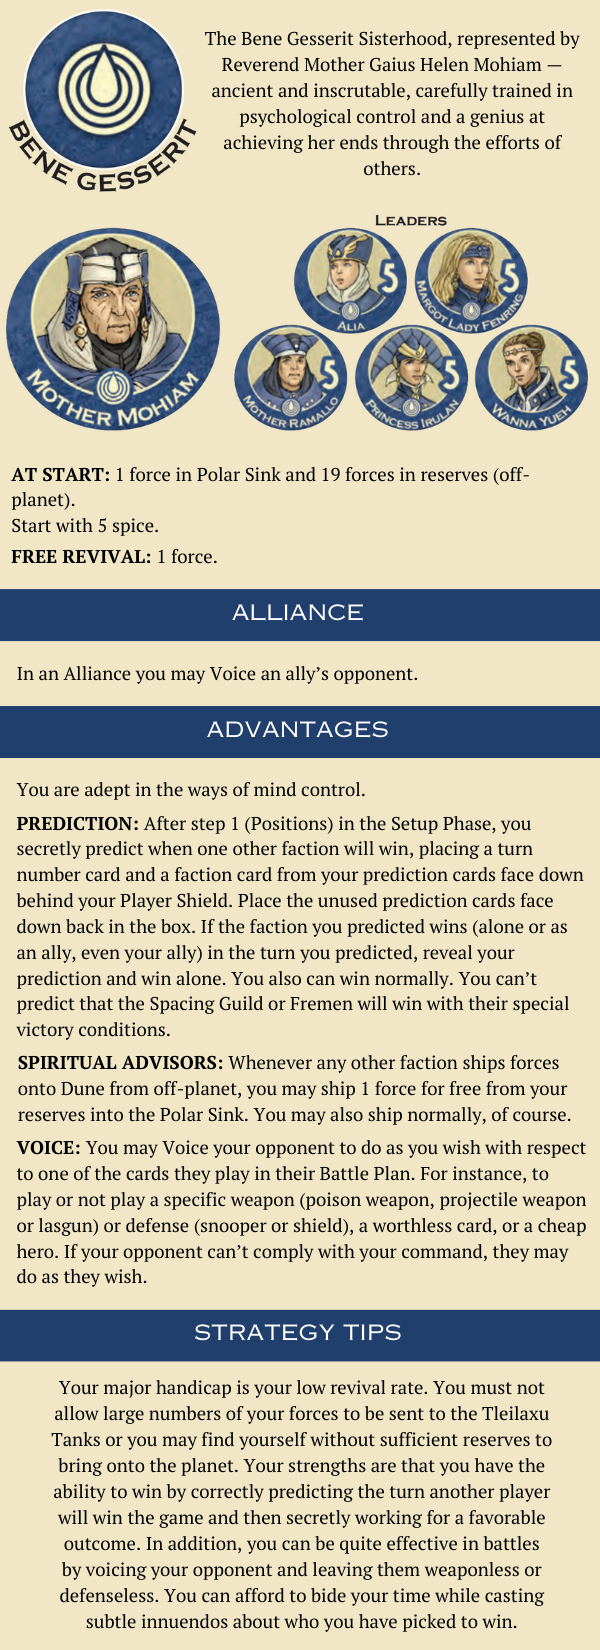 BENE GESSERIT
The Bene Gesserit Sisterhood, represented by
Reverend Mother Gaius Helen Mohiam —
ancient and inscrutable, carefully trained in
psychological control and a genius at
achieving her ends through the efforts of
others.
LEADERS
MOTHER MOHIAM
5
ALIA
5
MARGOT LADY FENRING
5
MOTHER RAMALLO
5
PRINCESS IRULAN
5
WANNA YUEH
AT START: 1 force in Polar Sink and 19 forces in reserves (off-
planet).
Start with 5 spice.
FREE REVIVAL: 1 force.
ALLIANCE
In an Alliance you may Voice an ally’s opponent.
ADVANTAGES
You are adept in the ways of mind control.
PREDICTION: After step 1 (Positions) in the Setup Phase, you
secretly predict when one other faction will win, placing a turn
number card and a faction card from your prediction cards face down
behind your Player Shield. Place the unused prediction cards face
down back in the box. If the faction you predicted wins (alone or as
an ally, even your ally) in the turn you predicted, reveal your
prediction and win alone. You also can win normally. You can’t
predict that the Spacing Guild or Fremen will win with their special
victory conditions.
SPIRITUAL ADVISORS: Whenever any other faction ships forces
onto Dune from off-planet, you may ship 1 force for free from your
reserves into the Polar Sink. You may also ship normally, of course.
VOICE: You may Voice your opponent to do as you wish with respect
to one of the cards they play in their Battle Plan. For instance, to
play or not play a specific weapon (poison weapon, projectile weapon
or lasgun) or defense (snooper or shield), a worthless card, or a cheap
hero. If your opponent can’t comply with your command, they may
do as they wish.
STRATEGY TIPS
Your major handicap is your low revival rate. You must not
allow large numbers of your forces to be sent to the Tleilaxu
Tanks or you may find yourself without sufficient reserves to
bring onto the planet. Your strengths are that you have the
ability to win by correctly predicting the turn another player
will win the game and then secretly working for a favorable
outcome. In addition, you can be quite effective in battles
by voicing your opponent and leaving them weaponless or
defenseless. You can afford to bide your time while casting
subtle innuendos about who you have picked to win.